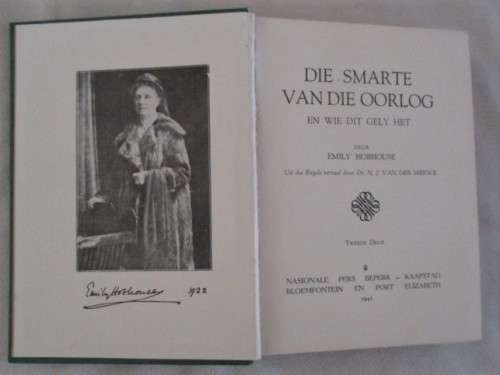 Emily Hobhouse 1922
DIE SMARTE
VAN DIE OORLOG
EN WIE DIT GELY HET
DEUR
EMILY HOBHOUSE
Uit die Engels vertaal deur Dr. N. J. VAN DER MERWE
Tweede Druk
NASIONALE PERS BEPERK – KAAPSTAD
BLOEMFONTEIN EN PORT ELIZABETH
1941